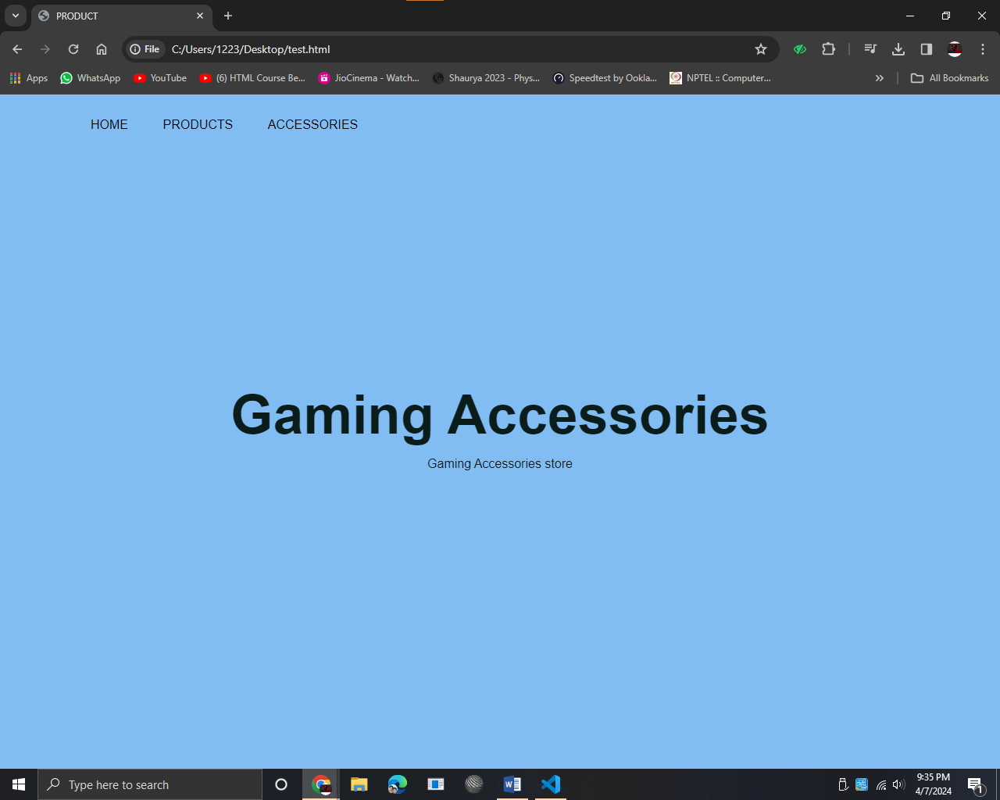 PRODUCT
File C:/Users/1223/Desktop/test.html
Apps WhatsApp YouTube (6) HTML Course Be... JioCinema - Watch... Shaurya 2023 - Phys... Speedtest by Ookla... NPTEL :: Computer... All Bookmarks
HOME PRODUCTS ACCESSORIES
Gaming Accessories
Gaming Accessories store
Type here to search
9:35 PM
4/7/2024
1